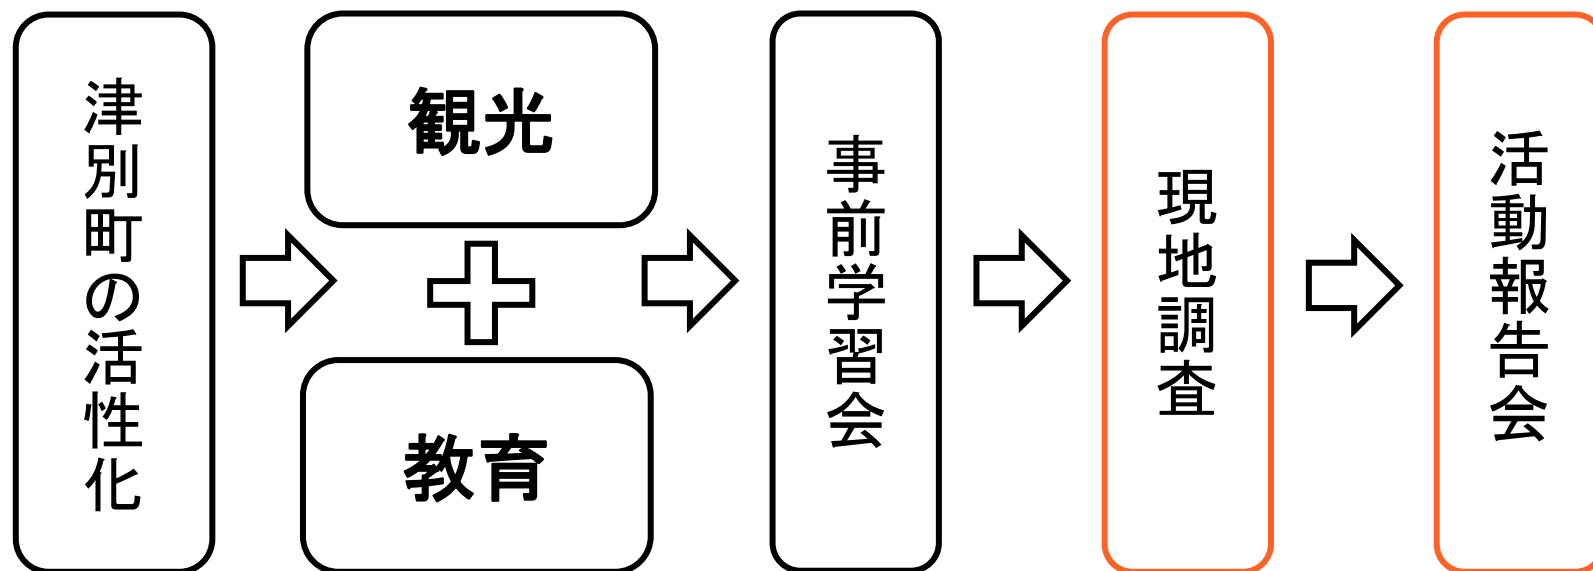 津別町の活性化
観光
教育
事前学習会
現地調査
活動報告会